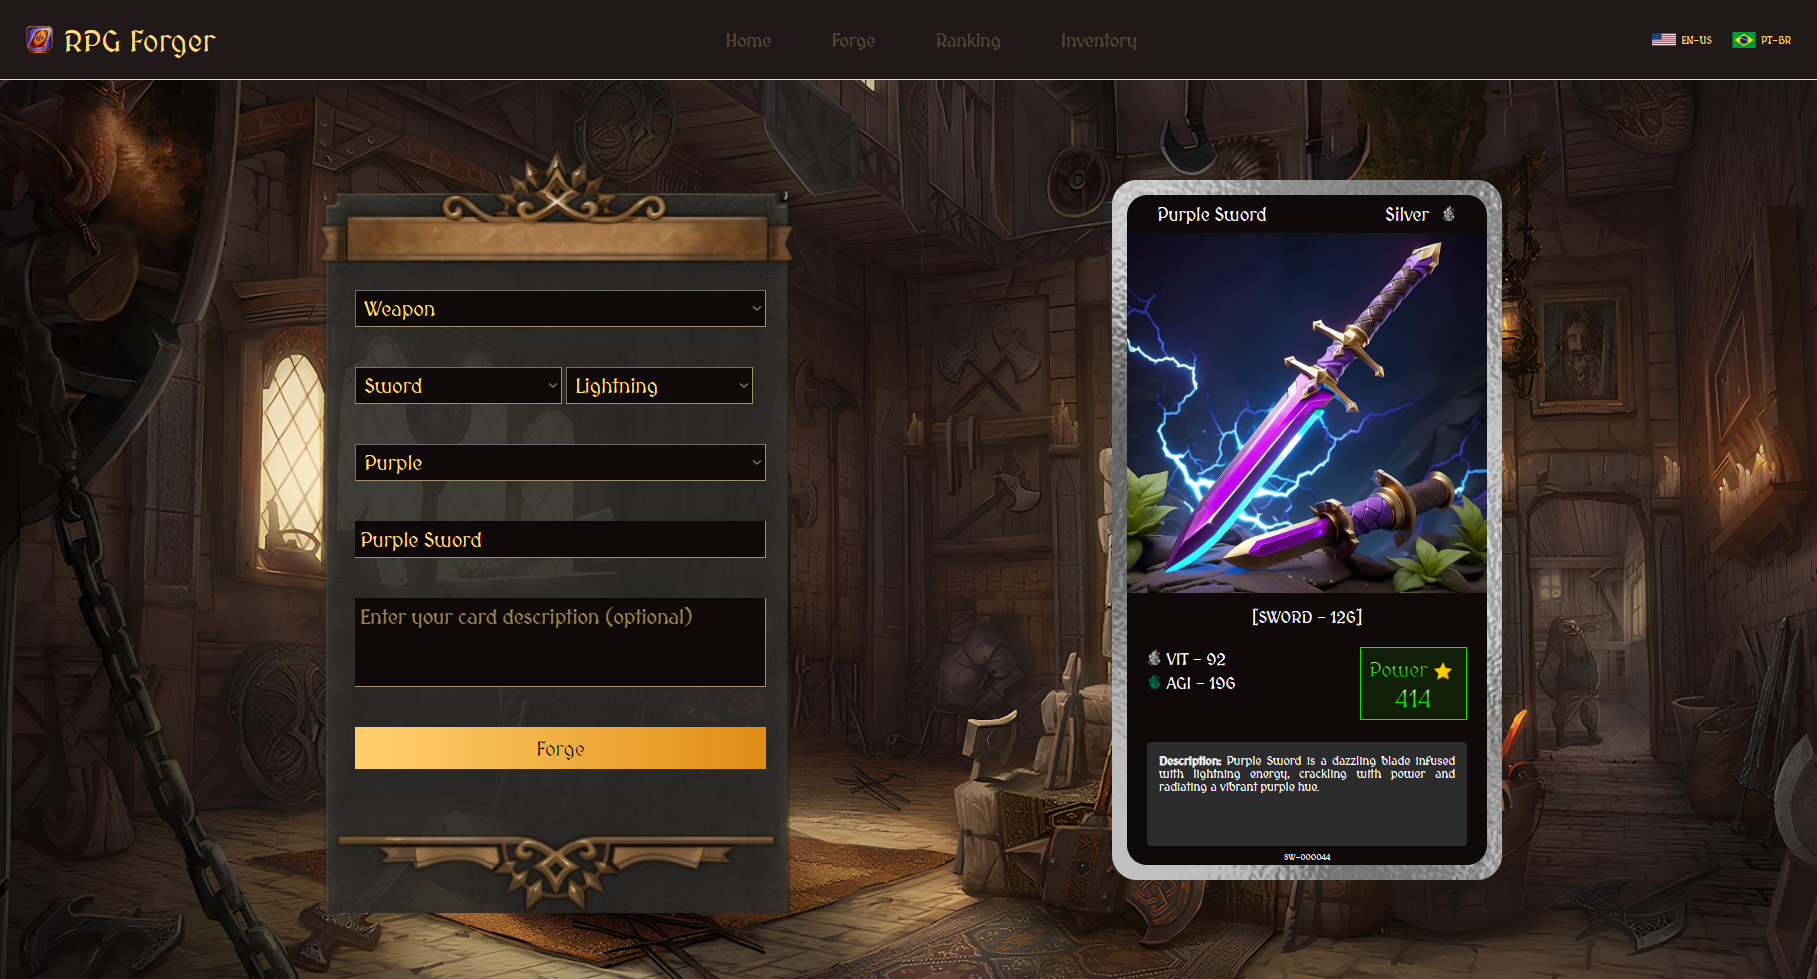 RPG Forger
Home Forge Ranking Inventory
EN-US PT-BR
Weapon
Sword Lightning
Purple
Purple Sword
Enter your card description (optional)
Forge
Purple Sword Silver
[SWORD - 126]
VIT - 92
AGI - 196
Power
414
Description: Purple Sword is a dazzling blade infused
with lightning energy, crackling with power and
radiating a vibrant purple hue.
SW-000044